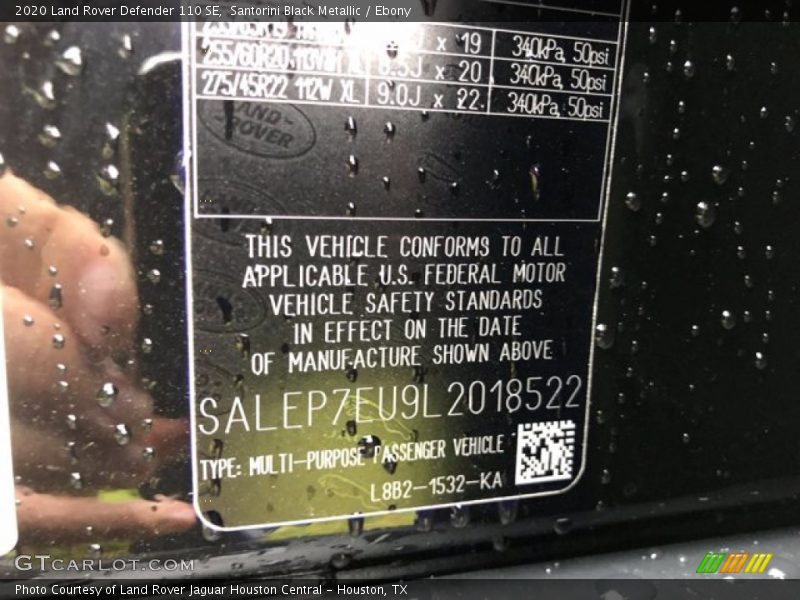 2020 Land Rover Defender 110 SE, Santorini Black Metallic / Ebony
x 19 340kPa, 50psi
255/60R20 x 20 340kPa, 50psi
275/45R22 112W XL 9.0J x 22. 340kPa, 50psi
LAND-
ROVER
THIS VEHICLE CONFORMS TO ALL
APPLICABLE U.S. FEDERAL MOTOR
VEHICLE SAFETY STANDARDS
IN EFFECT ON THE DATE
OF MANUFACTURE SHOWN ABOVE
SALEP7EU9L2018522
TYPE: MULTI-PURPOSE PASSENGER VEHICLE
L8B2-1532-KA
GTCARLOT.COM
Photo Courtesy of Land Rover Jaguar Houston Central - Houston, TX